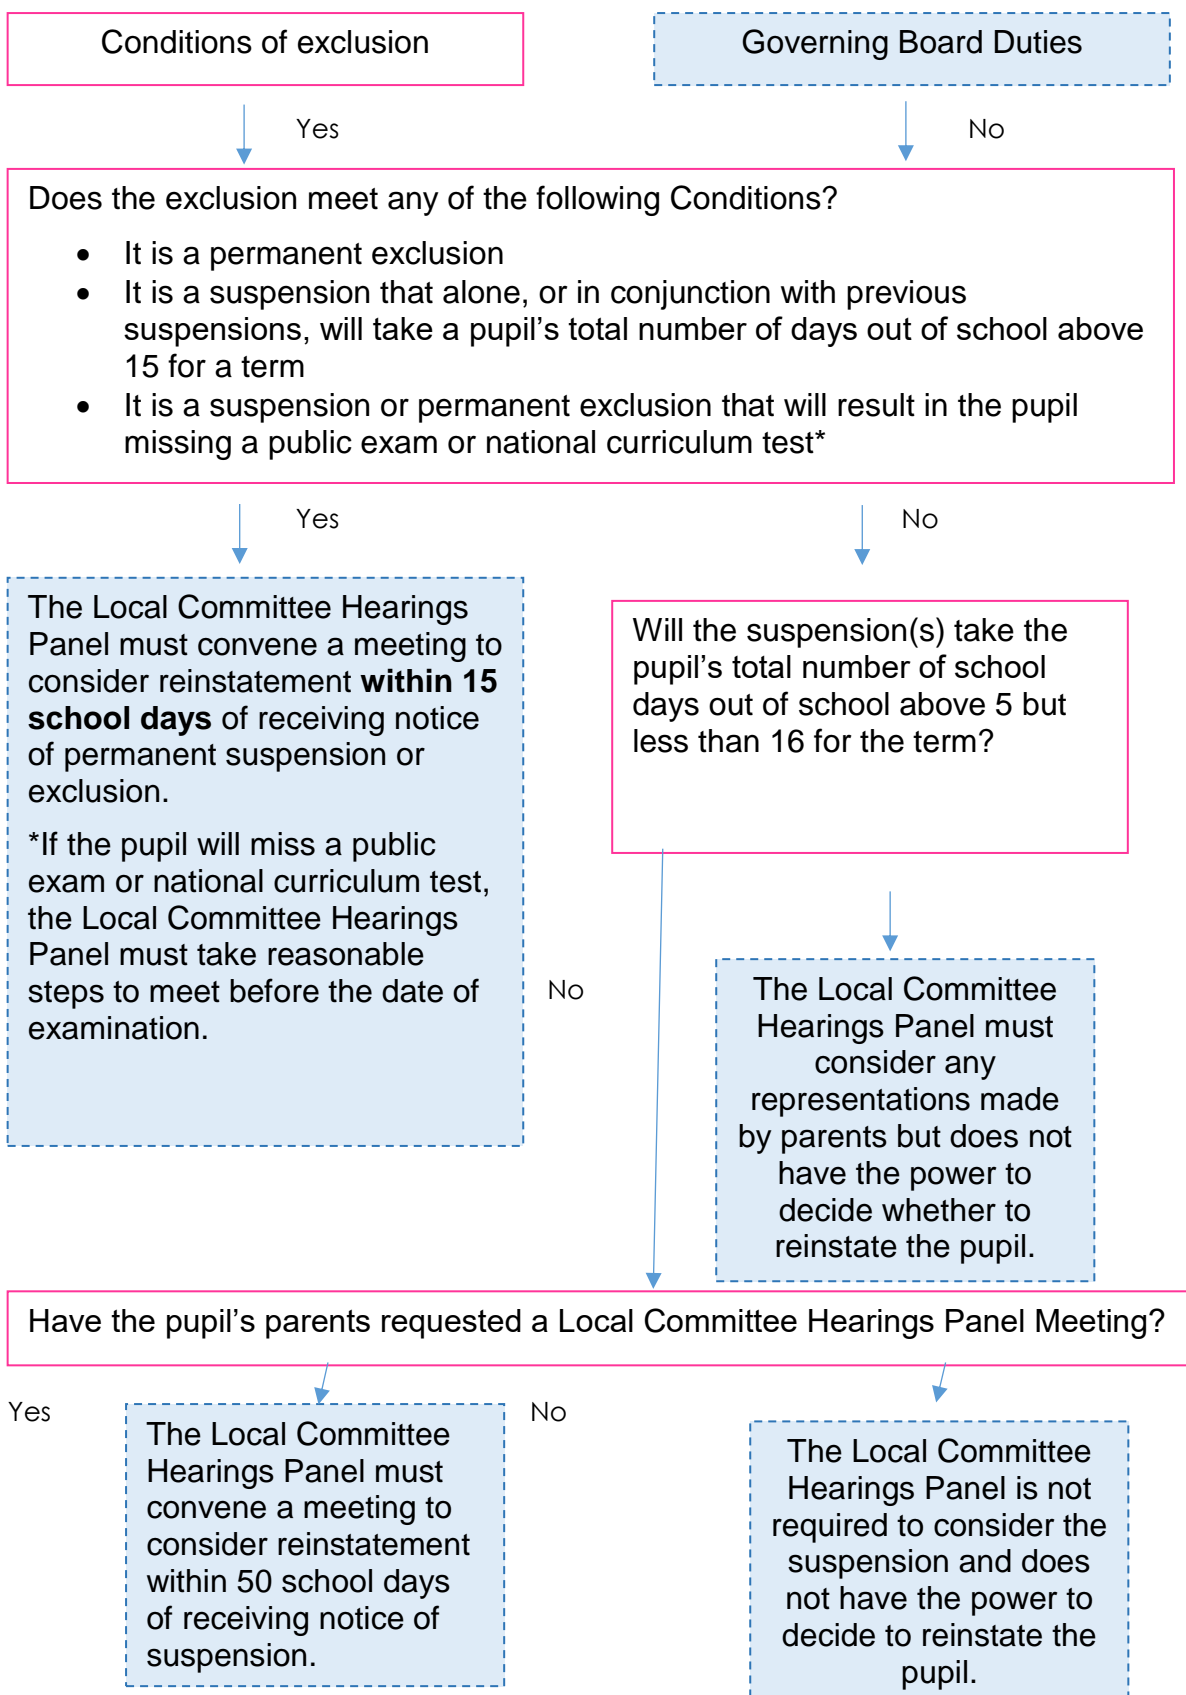 Conditions of exclusion
Governing Board Duties
Yes
No
Does the exclusion meet any of the following Conditions?
• It is a permanent exclusion
• It is a suspension that alone, or in conjunction with previous
suspensions, will take a pupil’s total number of days out of school above
15 for a term
• It is a suspension or permanent exclusion that will result in the pupil
missing a public exam or national curriculum test*
Yes
No
The Local Committee Hearings
Panel must convene a meeting to
consider reinstatement within 15
school days of receiving notice
of permanent suspension or
exclusion.
*If the pupil will miss a public
exam or national curriculum test,
the Local Committee Hearings
Panel must take reasonable
steps to meet before the date of
examination.
Will the suspension(s) take the
pupil’s total number of school
days out of school above 5 but
less than 16 for the term?
No
The Local Committee
Hearings Panel must
consider any
representations made
by parents but does not
have the power to
decide whether to
reinstate the pupil.
Have the pupil’s parents requested a Local Committee Hearings Panel Meeting?
Yes
The Local Committee
Hearings Panel must
convene a meeting to
consider reinstatement
within 50 school days
of receiving notice of
suspension.
No
The Local Committee
Hearings Panel is not
required to consider the
suspension and does
not have the power to
decide to reinstate the
pupil.